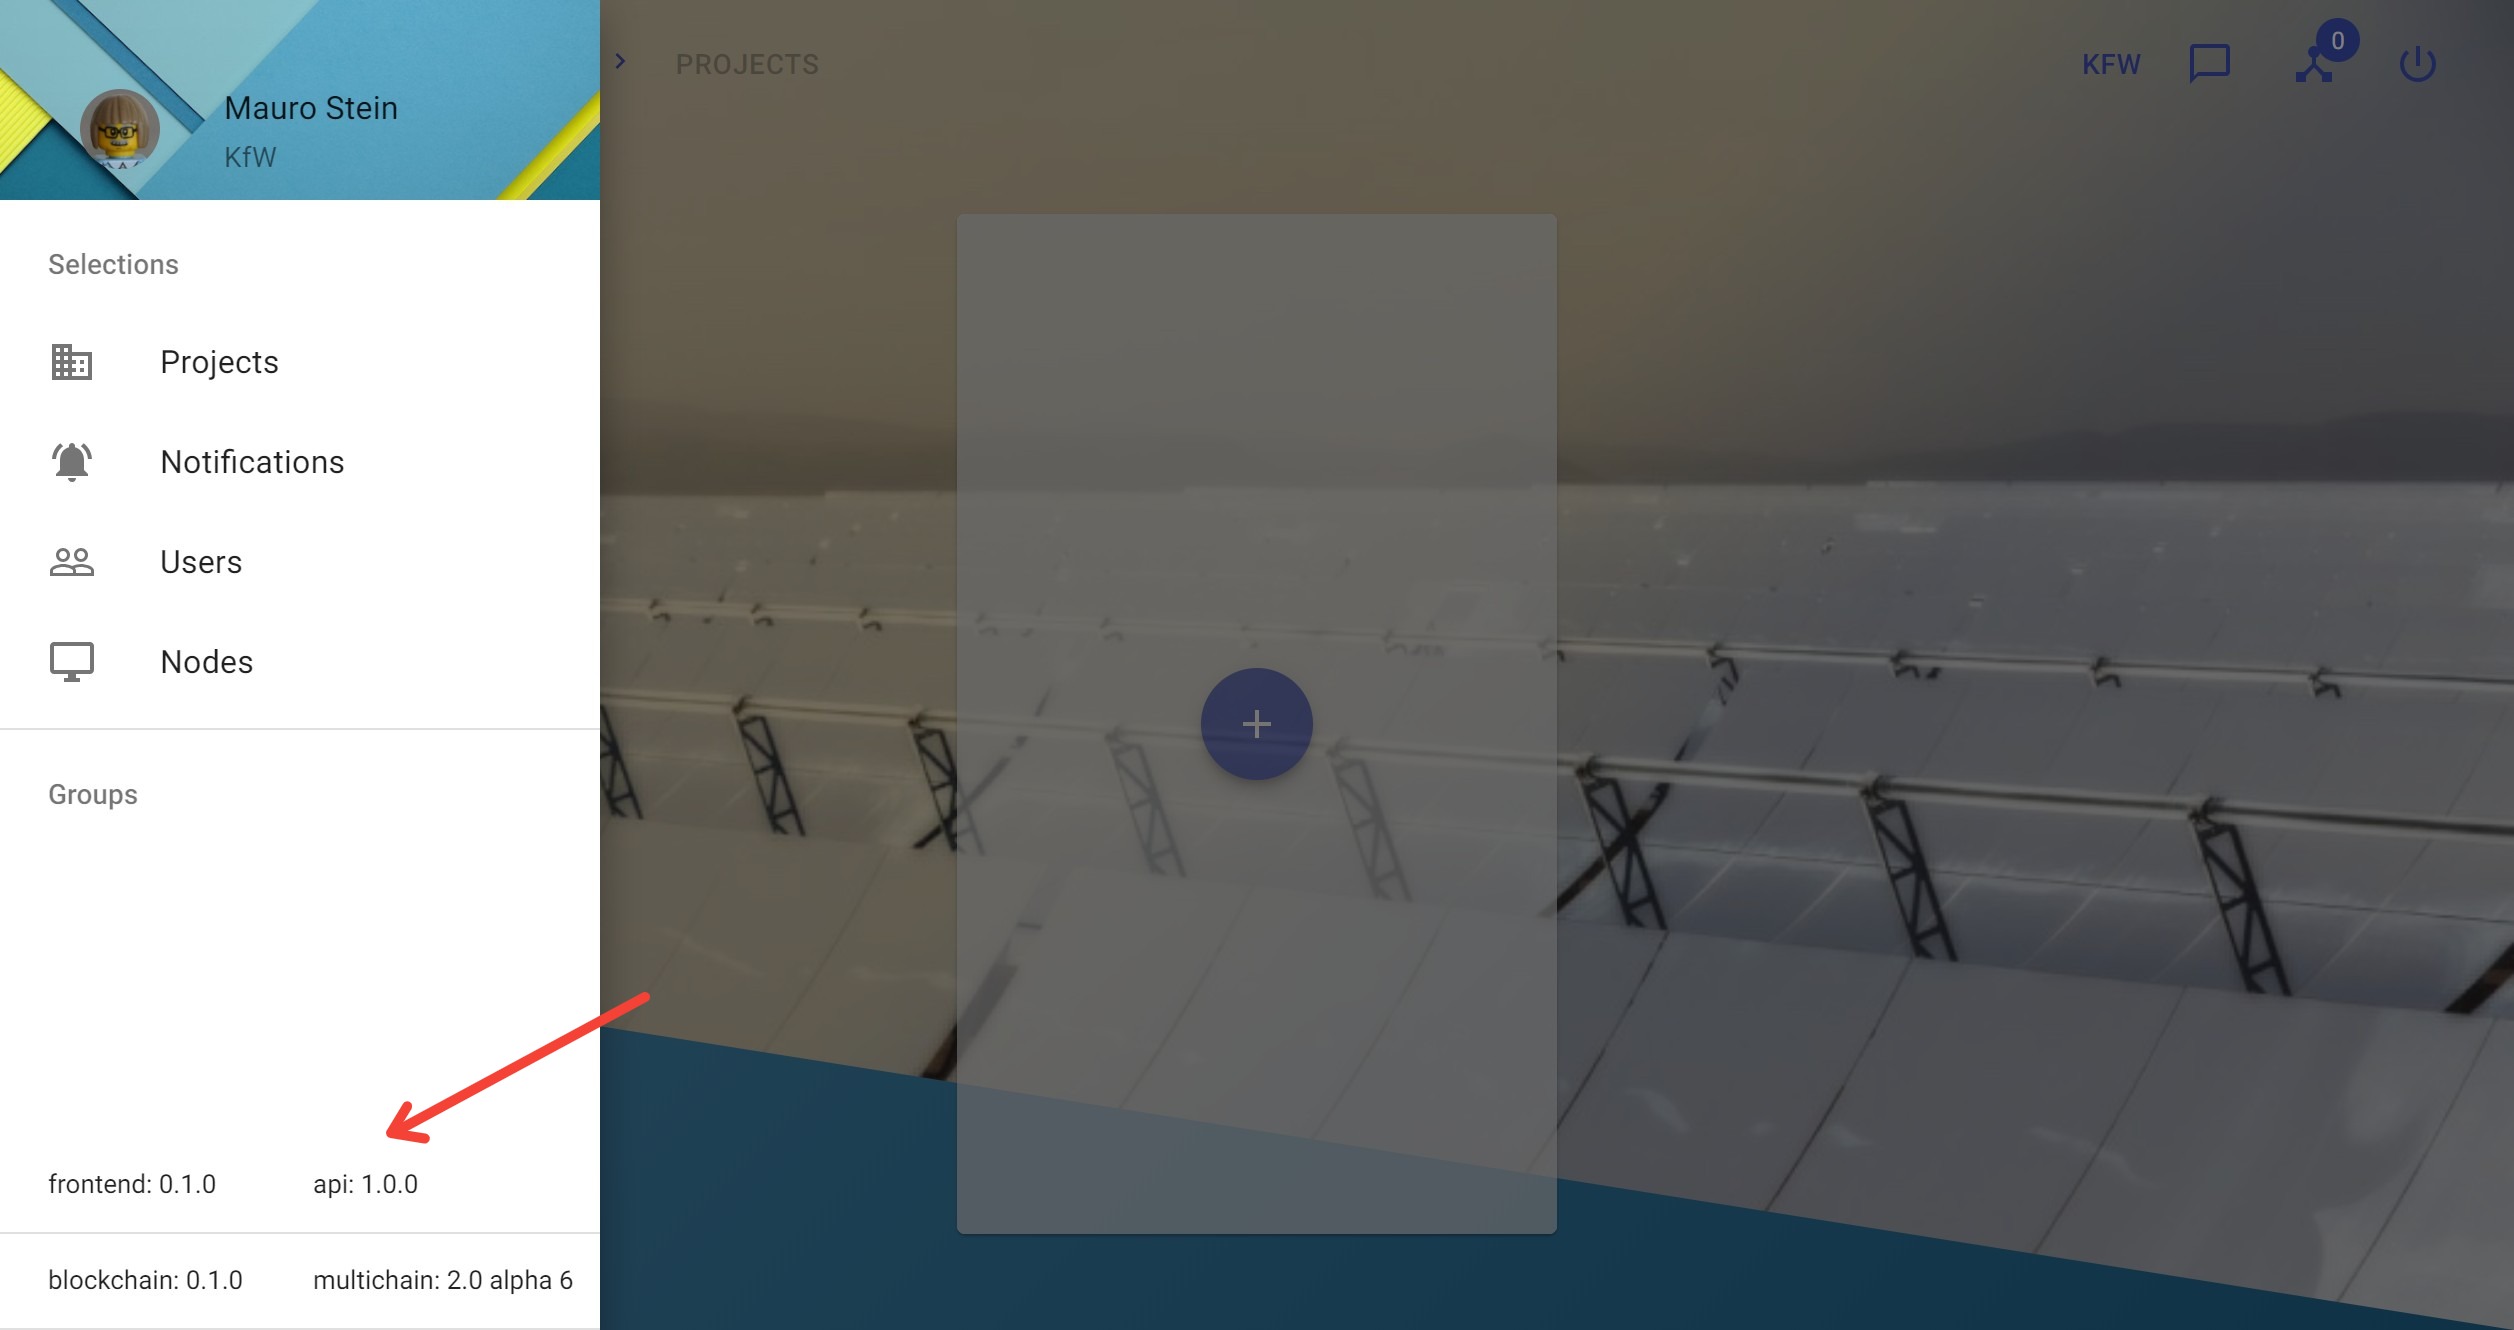 Mauro Stein
KfW
PROJECTS
KFW
0
Selections
Projects
Notifications
Users
Nodes
Groups
frontend: 0.1.0
api: 1.0.0
blockchain: 0.1.0
multichain: 2.0 alpha 6